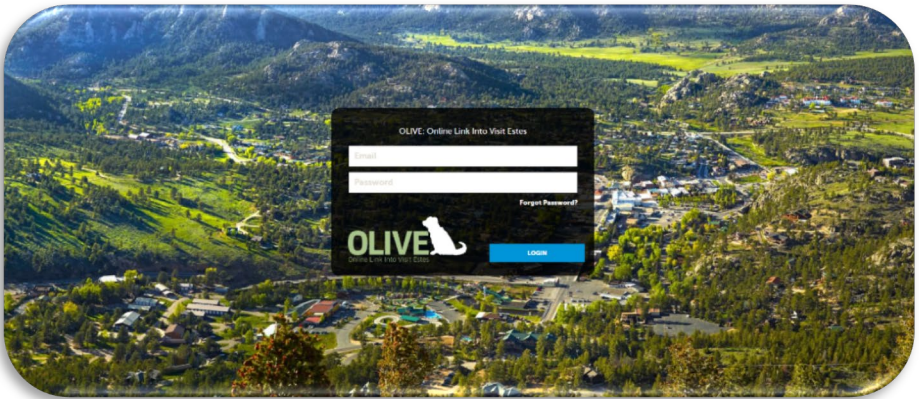 OLIVE: Online Link Into Visit Estes
Email
Password
Forgot Password?
OLIVE
Online Link Into Visit Estes
LOGIN